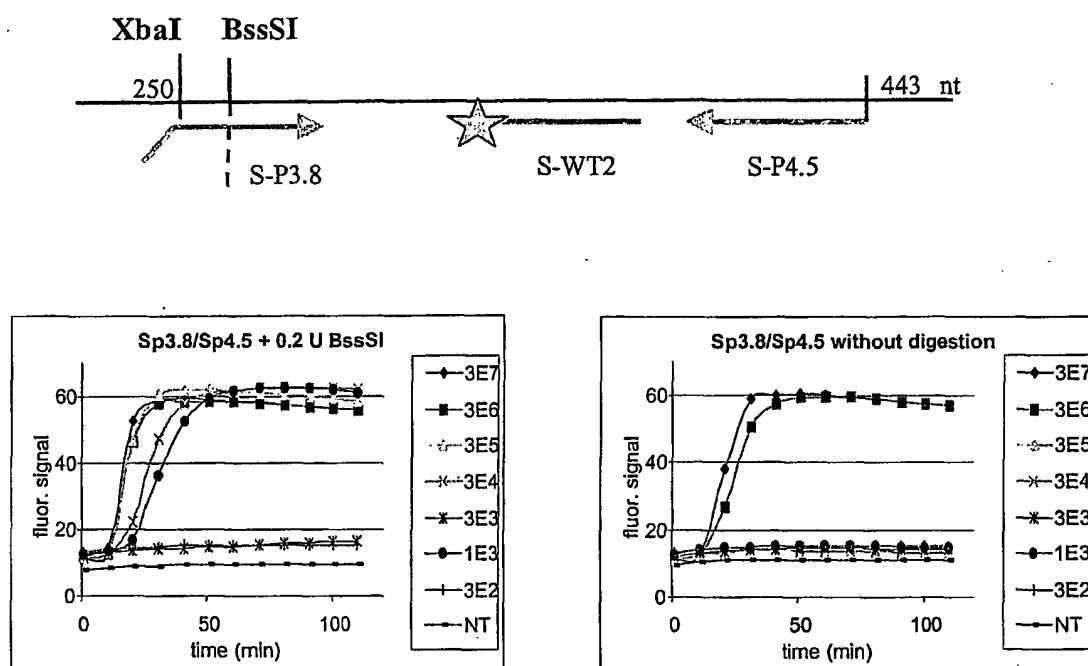 XbaI BssSI
250 443 nt
S-P3.8 S-WT2 S-P4.5
Sp3.8/Sp4.5 + 0.2 U BssSI
fluor. signal
60
40
20
0
0 50 100
time (min)
3E7
3E6
3E5
3E4
3E3
1E3
3E2
NT
Sp3.8/Sp4.5 without digestion
fluor. signal
60
40
20
0
0 50 100
time (min)
3E7
3E6
3E5
3E4
3E3
1E3
3E2
NT